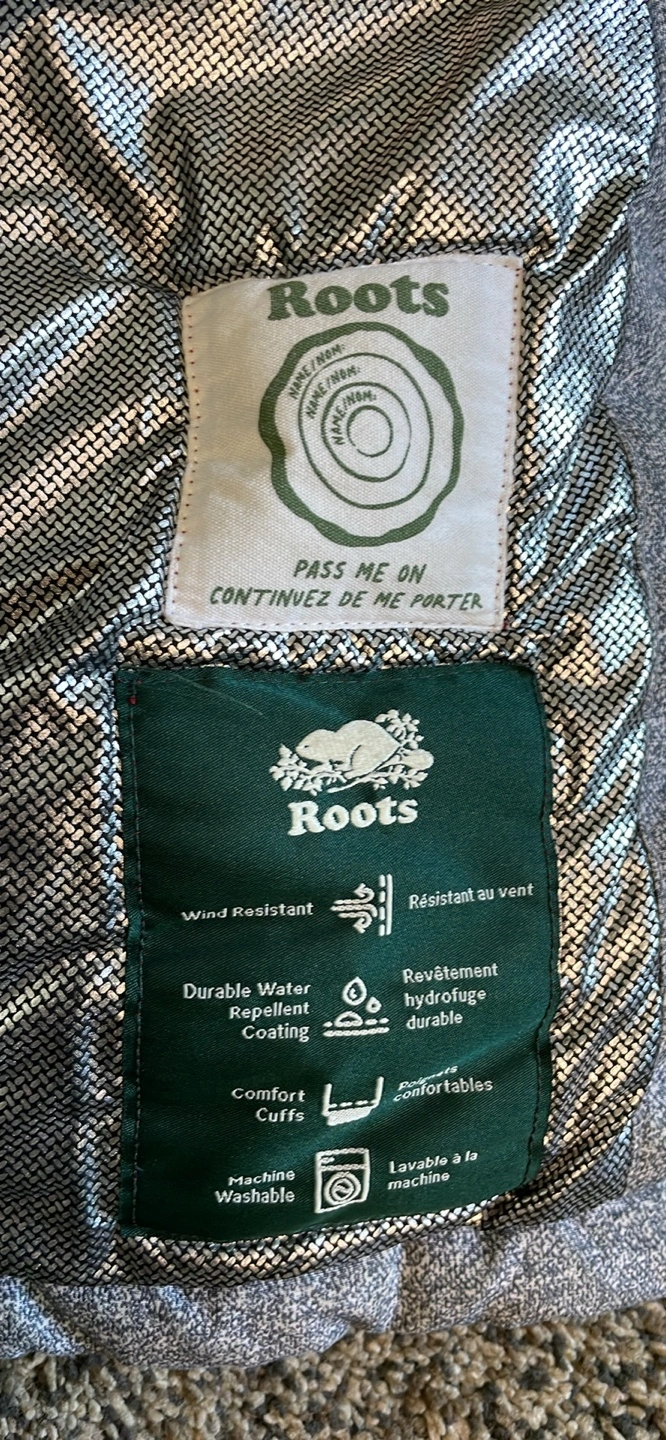 Roots
NAME/NOM:
NAME/NOM:
NAME/NOM:
PASS ME ON
CONTINUEZ DE ME PORTER
Roots
Wind Resistant
Résistant au vent
Durable Water
Repellent
Coating
Revêtement
hydrofuge
durable
Comfort
Cuffs
Poignets
confortables
Machine
Washable
Lavable à la
machine